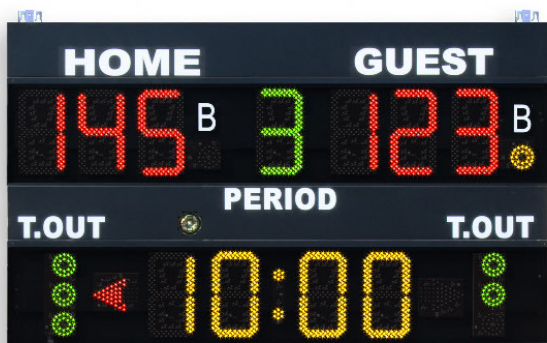 HOME GUEST
145 B 3 123 B
PERIOD
T.OUT T.OUT
10:00